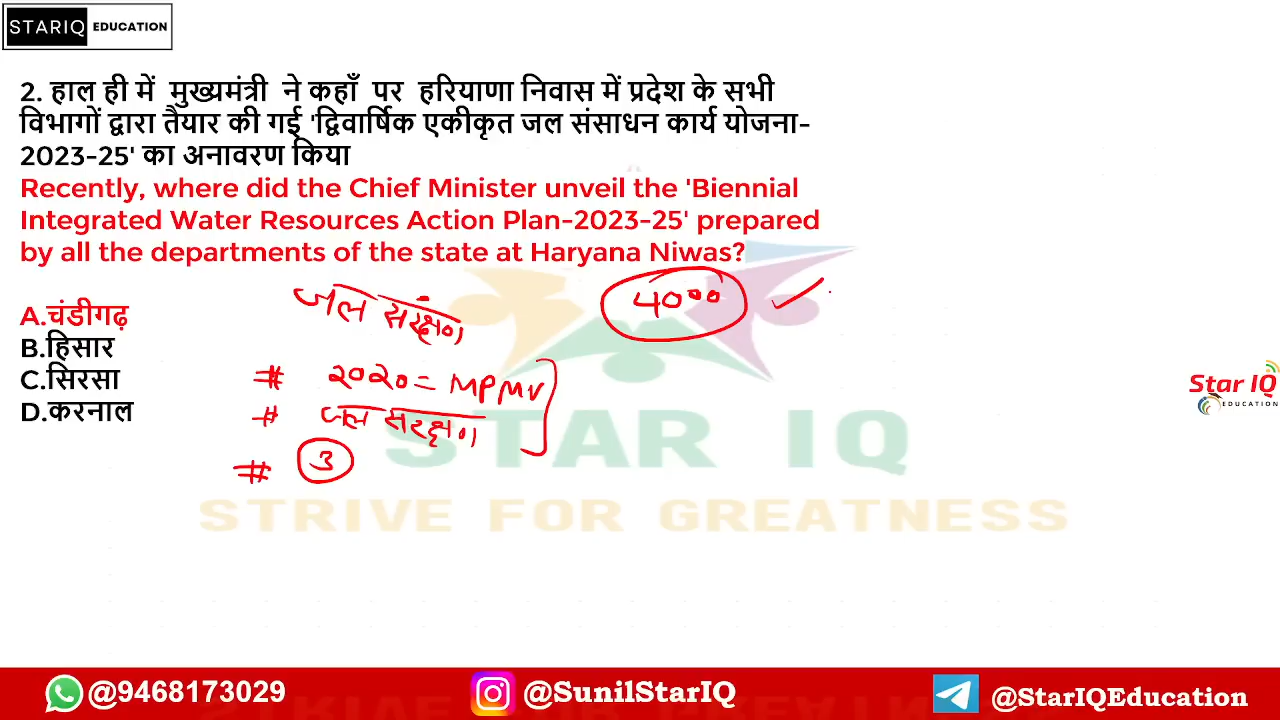 STARIQ EDUCATION
2. हाल ही में मुख्यमंत्री ने कहाँ पर हरियाणा निवास में प्रदेश के सभी
विभागों द्वारा तैयार की गई 'द्विवार्षिक एकीकृत जल संसाधन कार्य योजना-
2023-25' का अनावरण किया
Recently, where did the Chief Minister unveil the 'Biennial
Integrated Water Resources Action Plan-2023-25' prepared
by all the departments of the state at Haryana Niwas?
A.चंडीगढ़
B.हिसार
C.सिरसा
D.करनाल
जल संरक्षण
4000
# 2020 = MPMV
# जल सरक्षण
# 3
Star IQ
EDUCATION
STAR IQ
STRIVE FOR GREATNESS
@9468173029
@SunilStarIQ
@StarIQEducation